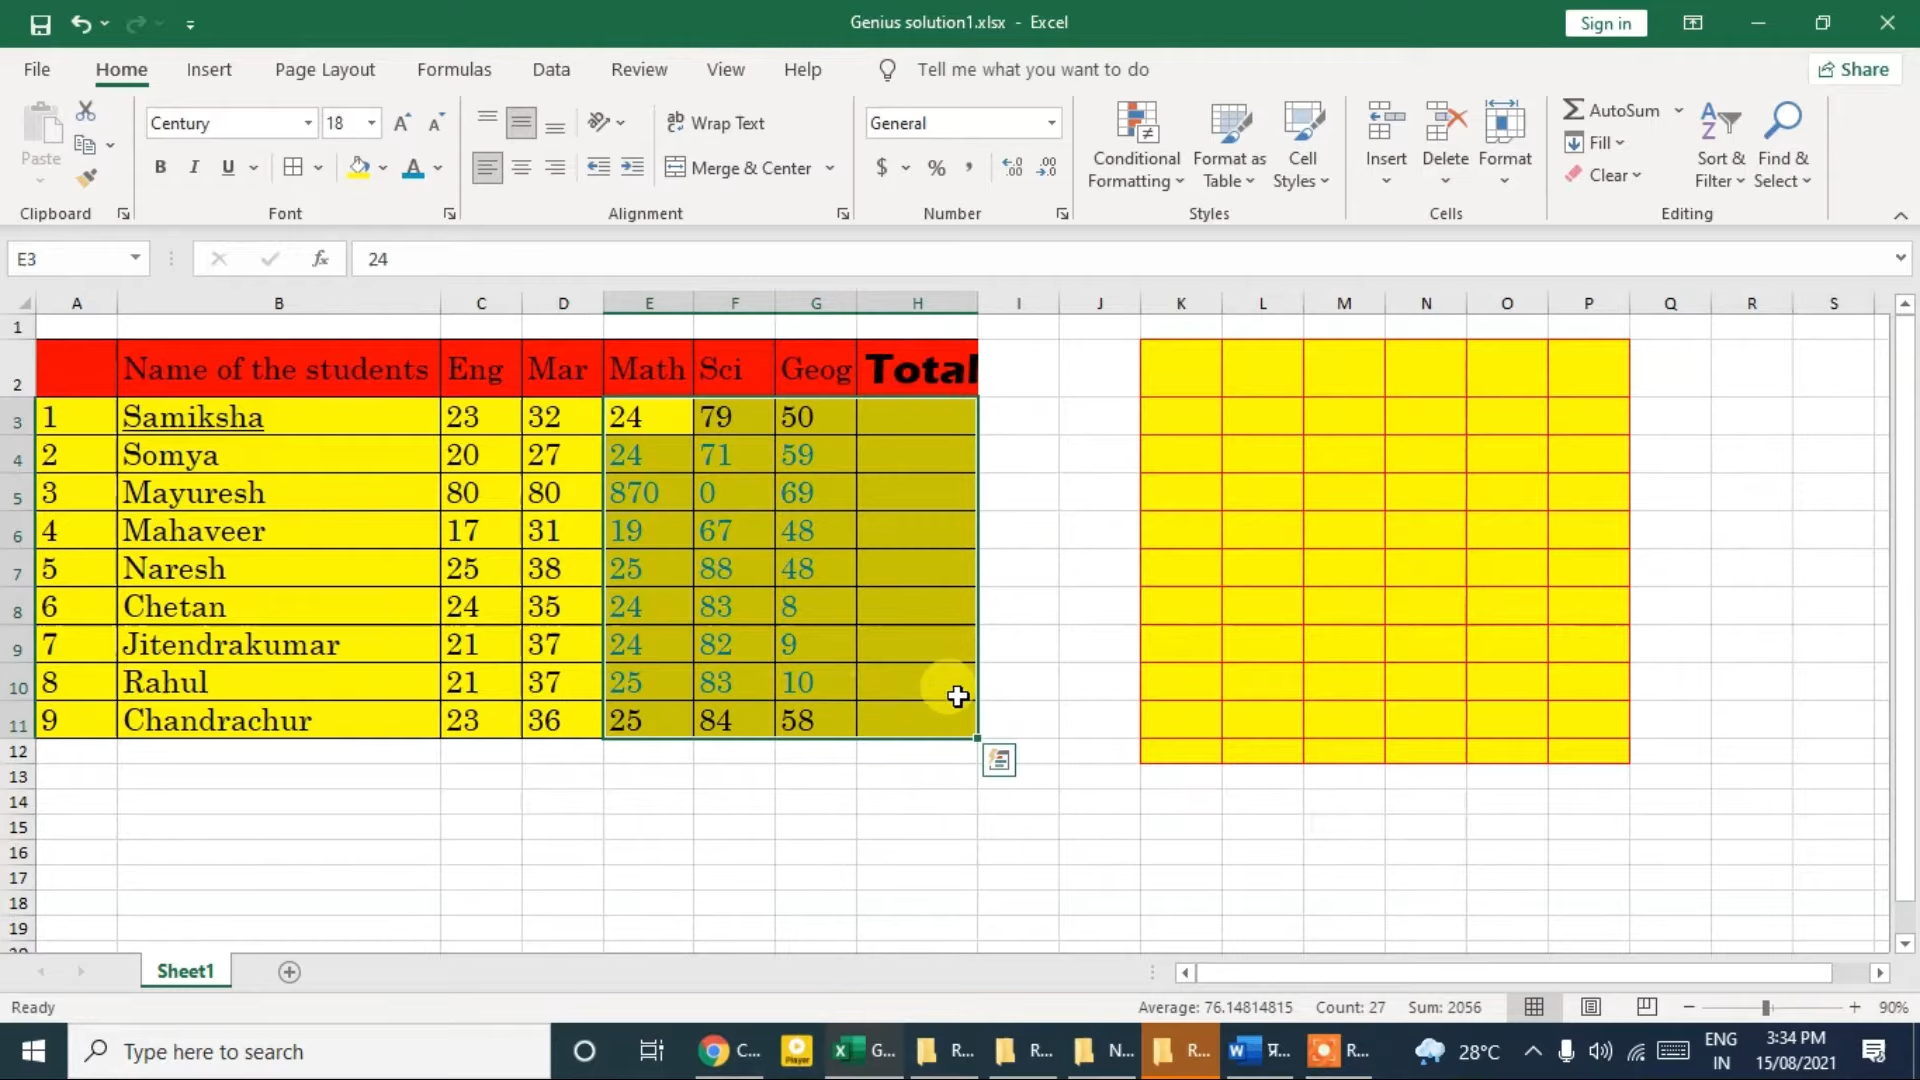 Genius solution1.xlsx - Excel
Sign in
File Home Insert Page Layout Formulas Data Review View Help Tell me what you want to do Share
Paste
Clipboard
Century 18
B I U
Font
Wrap Text
Merge & Center
Alignment
General
$ % ,
Number
Conditional Formatting
Format as Table
Cell Styles
Styles
Insert Delete Format
Cells
AutoSum
Fill
Clear
Sort & Filter
Find & Select
Editing
E3 fx 24
A B C D E F G H I J K L M N O P Q R S
1
2 Name of the students Eng Mar Math Sci Geog Total
3 1 Samiksha 23 32 24 79 50
4 2 Somya 20 27 24 71 59
5 3 Mayuresh 80 80 870 0 69
6 4 Mahaveer 17 31 19 67 48
7 5 Naresh 25 38 25 88 48
8 6 Chetan 24 35 24 83 8
9 7 Jitendrakumar 21 37 24 82 9
10 8 Rahul 21 37 25 83 10
11 9 Chandrachur 23 36 25 84 58
12
13
14
15
16
17
18
19
Sheet1
Ready Average: 76.14814815 Count: 27 Sum: 2056 90%
Type here to search C... Player G... R... R... N... R... प्र... R... 28°C ENG IN 3:34 PM 15/08/2021